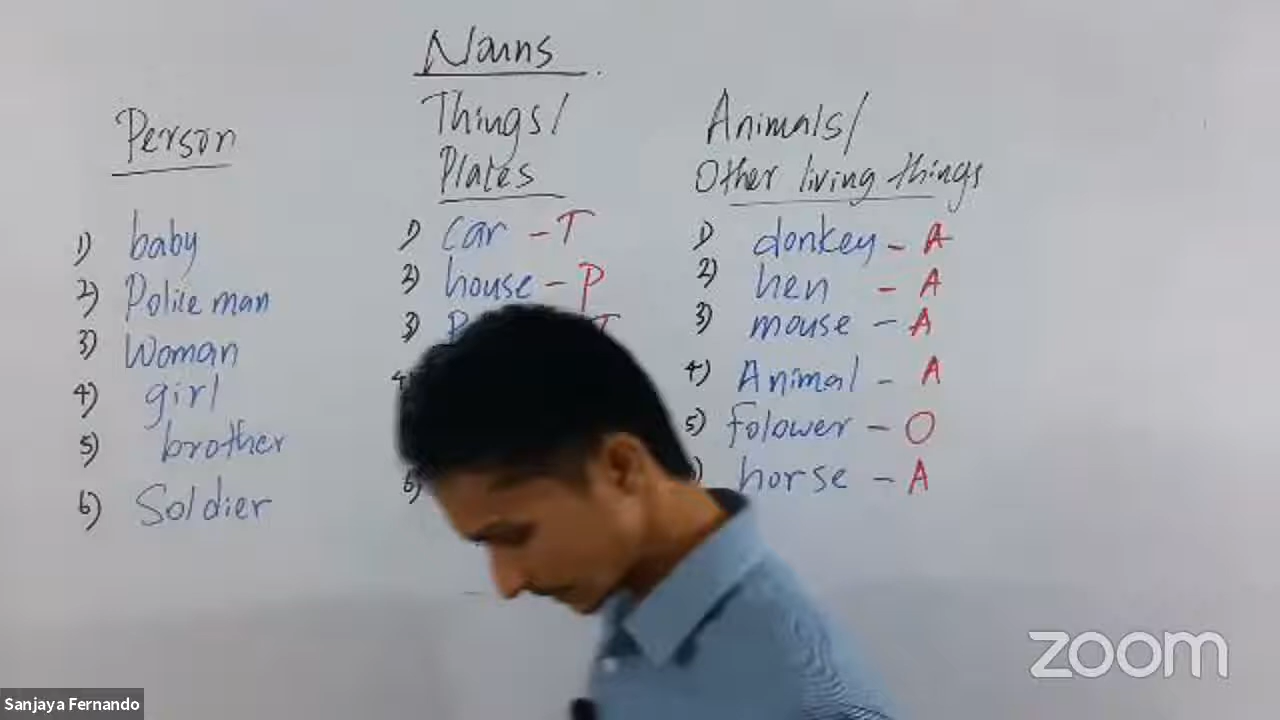 Nouns
Person
Things/
Plates
Animals/
Other living things
1) baby
2) Police man
3) Woman
4) girl
5) brother
6) Soldier
1) car - T
2) house - P
3) P T
4)
6)
1) donkey - A
2) hen - A
3) mouse - A
4) Animal - A
5) folower - O
) horse - A
zoom
Sanjaya Fernando